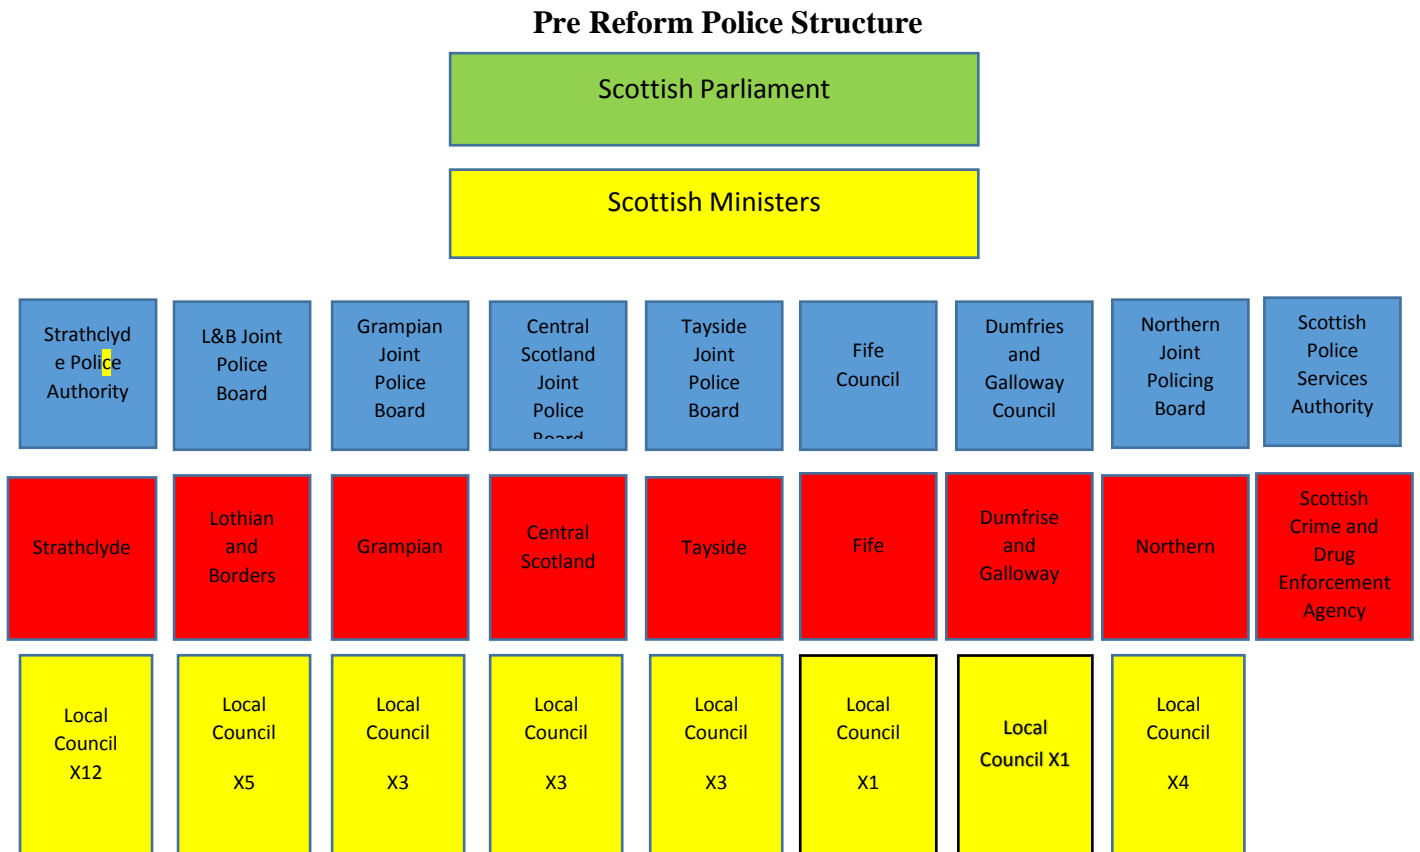 Pre Reform Police Structure
Scottish Parliament
Scottish Ministers
Strathclyd
e Police
Authority
L&B Joint
Police
Board
Grampian
Joint
Police
Board
Central
Scotland
Joint
Police
Board
Tayside
Joint
Police
Board
Fife
Council
Dumfries
and
Galloway
Council
Northern
Joint
Policing
Board
Scottish
Police
Services
Authority
Strathclyde
Lothian
and
Borders
Grampian
Central
Scotland
Tayside
Fife
Dumfrise
and
Galloway
Northern
Scottish
Crime and
Drug
Enforcement
Agency
Local
Council
X12
Local
Council
X5
Local
Council
X3
Local
Council
X3
Local
Council
X3
Local
Council
X1
Local
Council X1
Local
Council
X4